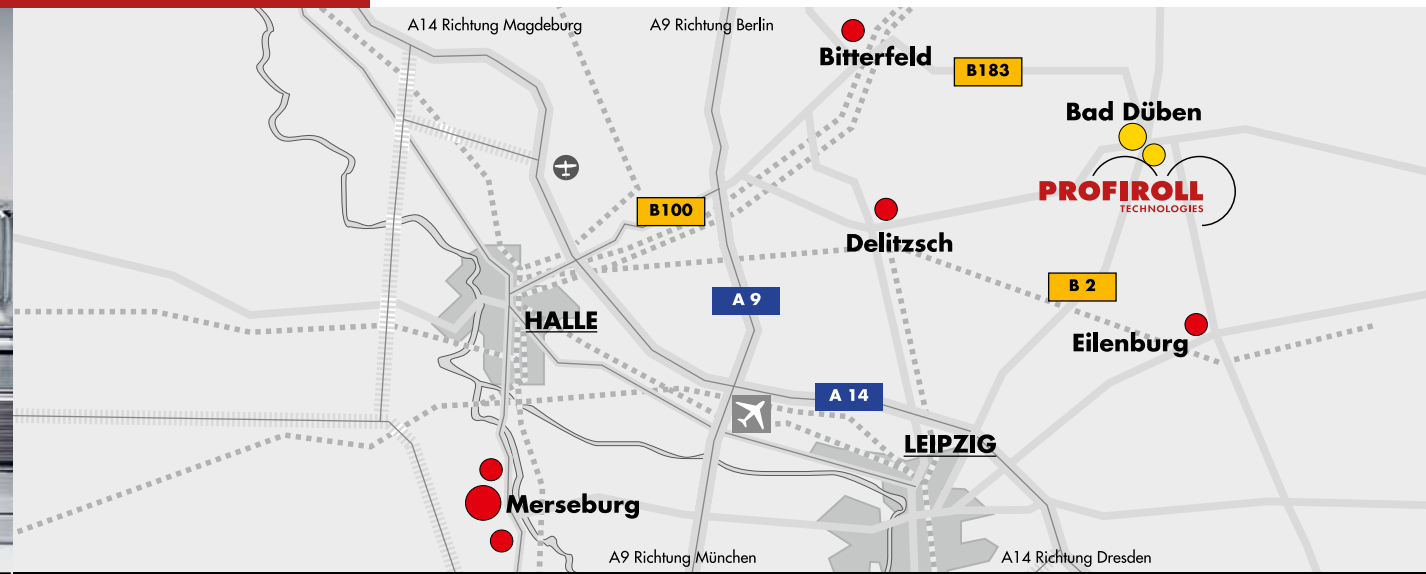 A14 Richtung Magdeburg
A9 Richtung Berlin
Bitterfeld
B183
Bad Düben
PROFIROLL
TECHNOLOGIES
B100
Delitzsch
B 2
A 9
HALLE
Eilenburg
A 14
LEIPZIG
Merseburg
A9 Richtung München
A14 Richtung Dresden